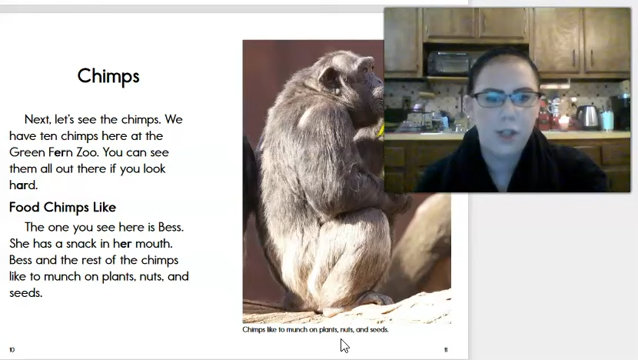 Chimps
Next, let's see the chimps. We
have ten chimps here at the
Green Fern Zoo. You can see
them all out there if you look
hard.
Food Chimps Like
The one you see here is Bess.
She has a snack in her mouth.
Bess and the rest of the chimps
like to munch on plants, nuts, and
seeds.
Chimps like to munch on plants, nuts, and seeds.
10
11